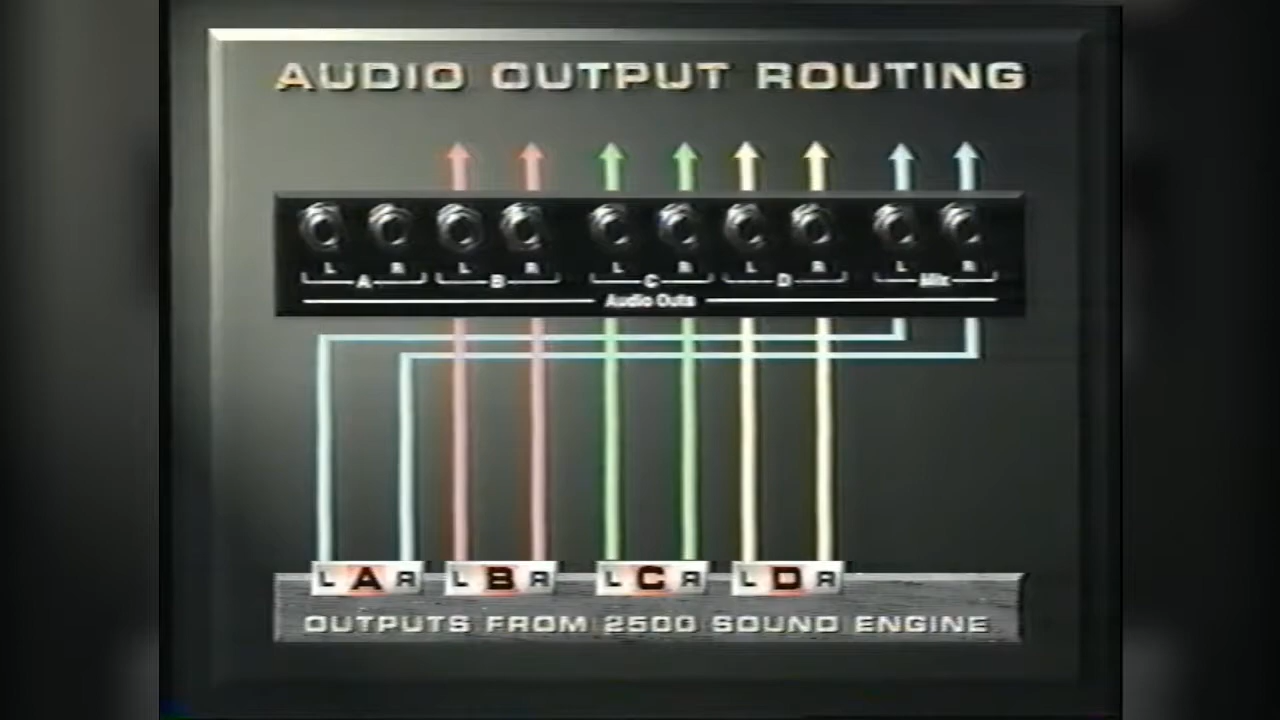 AUDIO OUTPUT ROUTING
L R L R L R L R L R
A B C D Mix
Audio Outs
L A R L B R L C R L D R
OUTPUTS FROM 2500 SOUND ENGINE